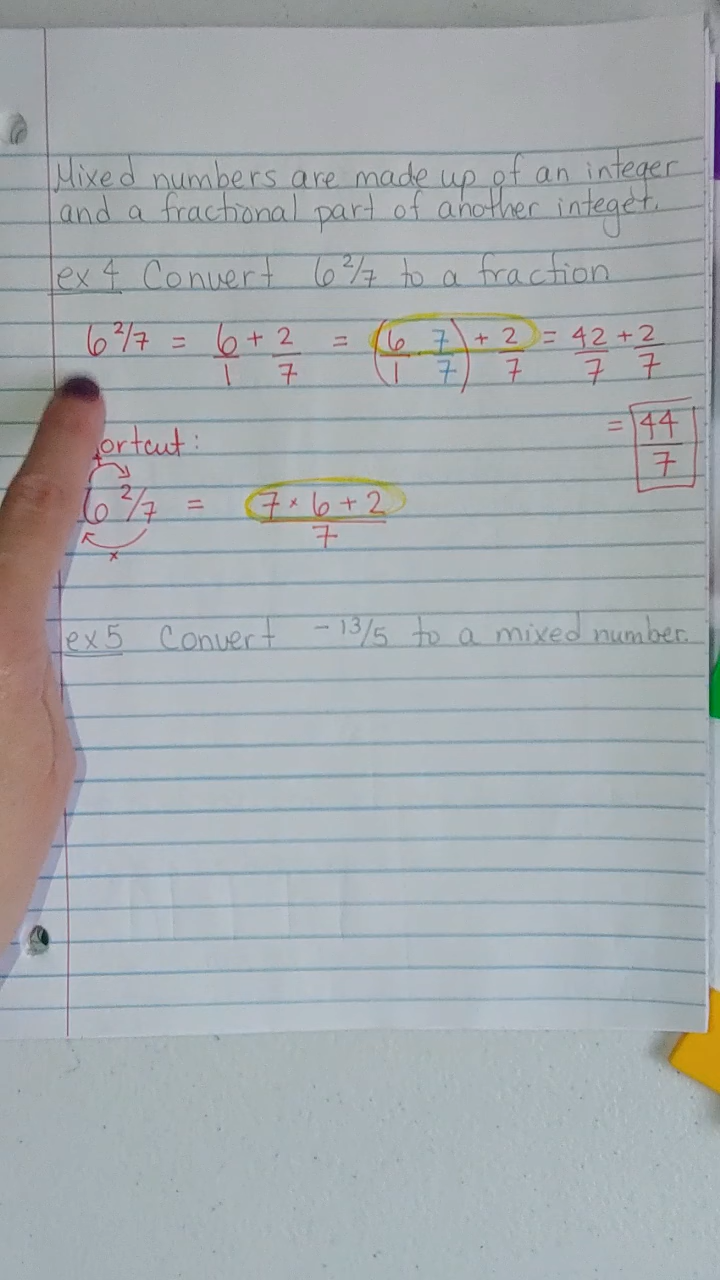 Mixed numbers are made up of an integer
and a fractional part of another integer.
ex 4 Convert 6 2/7 to a fraction
6 2/7 = 6/1 + 2/7 = (6/1 · 7/7) + 2/7 = 42/7 + 2/7
= 44/7
ortcut:
+
6 2/7 = 7 × 6 + 2 / 7
×
ex 5 Convert - 13/5 to a mixed number.